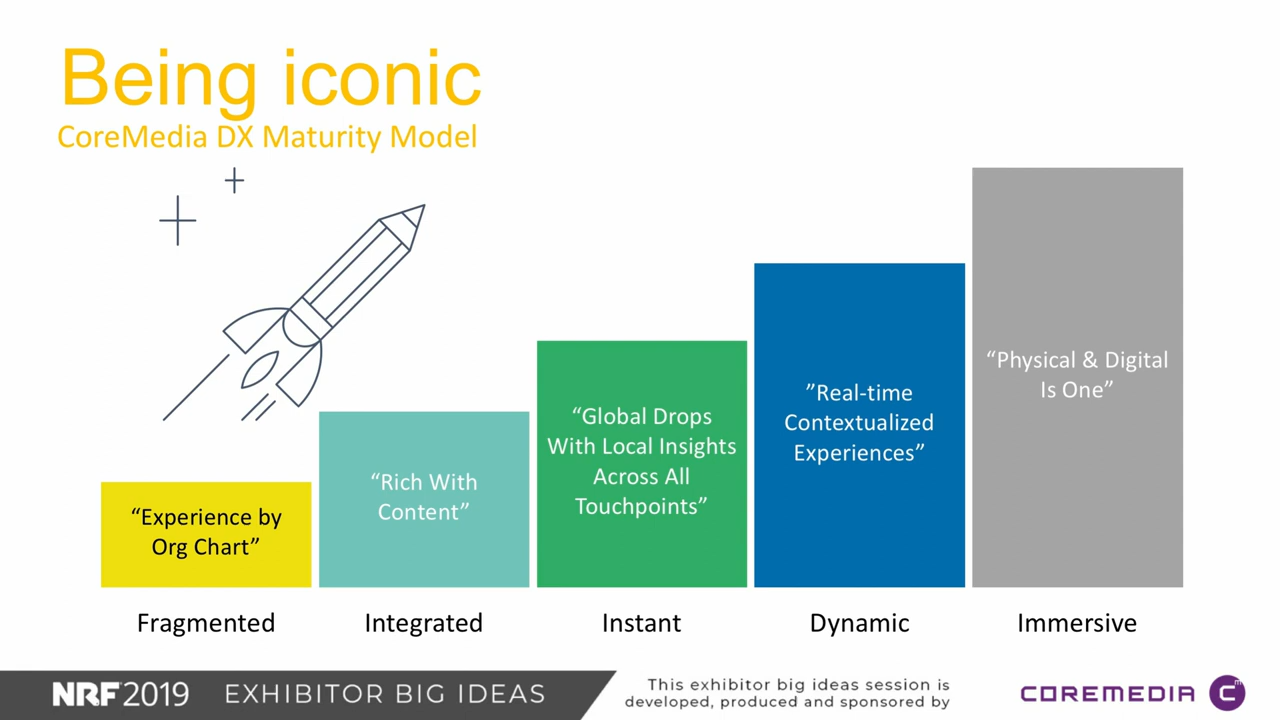 Being iconic
CoreMedia DX Maturity Model
“Experience by
Org Chart”
“Rich With
Content”
“Global Drops
With Local Insights
Across All
Touchpoints”
”Real-time
Contextualized
Experiences”
“Physical & Digital
Is One”
Fragmented
Integrated
Instant
Dynamic
Immersive
NRF 2019 EXHIBITOR BIG IDEAS
This exhibitor big ideas session is
developed, produced and sponsored by
COREMEDIA Cm